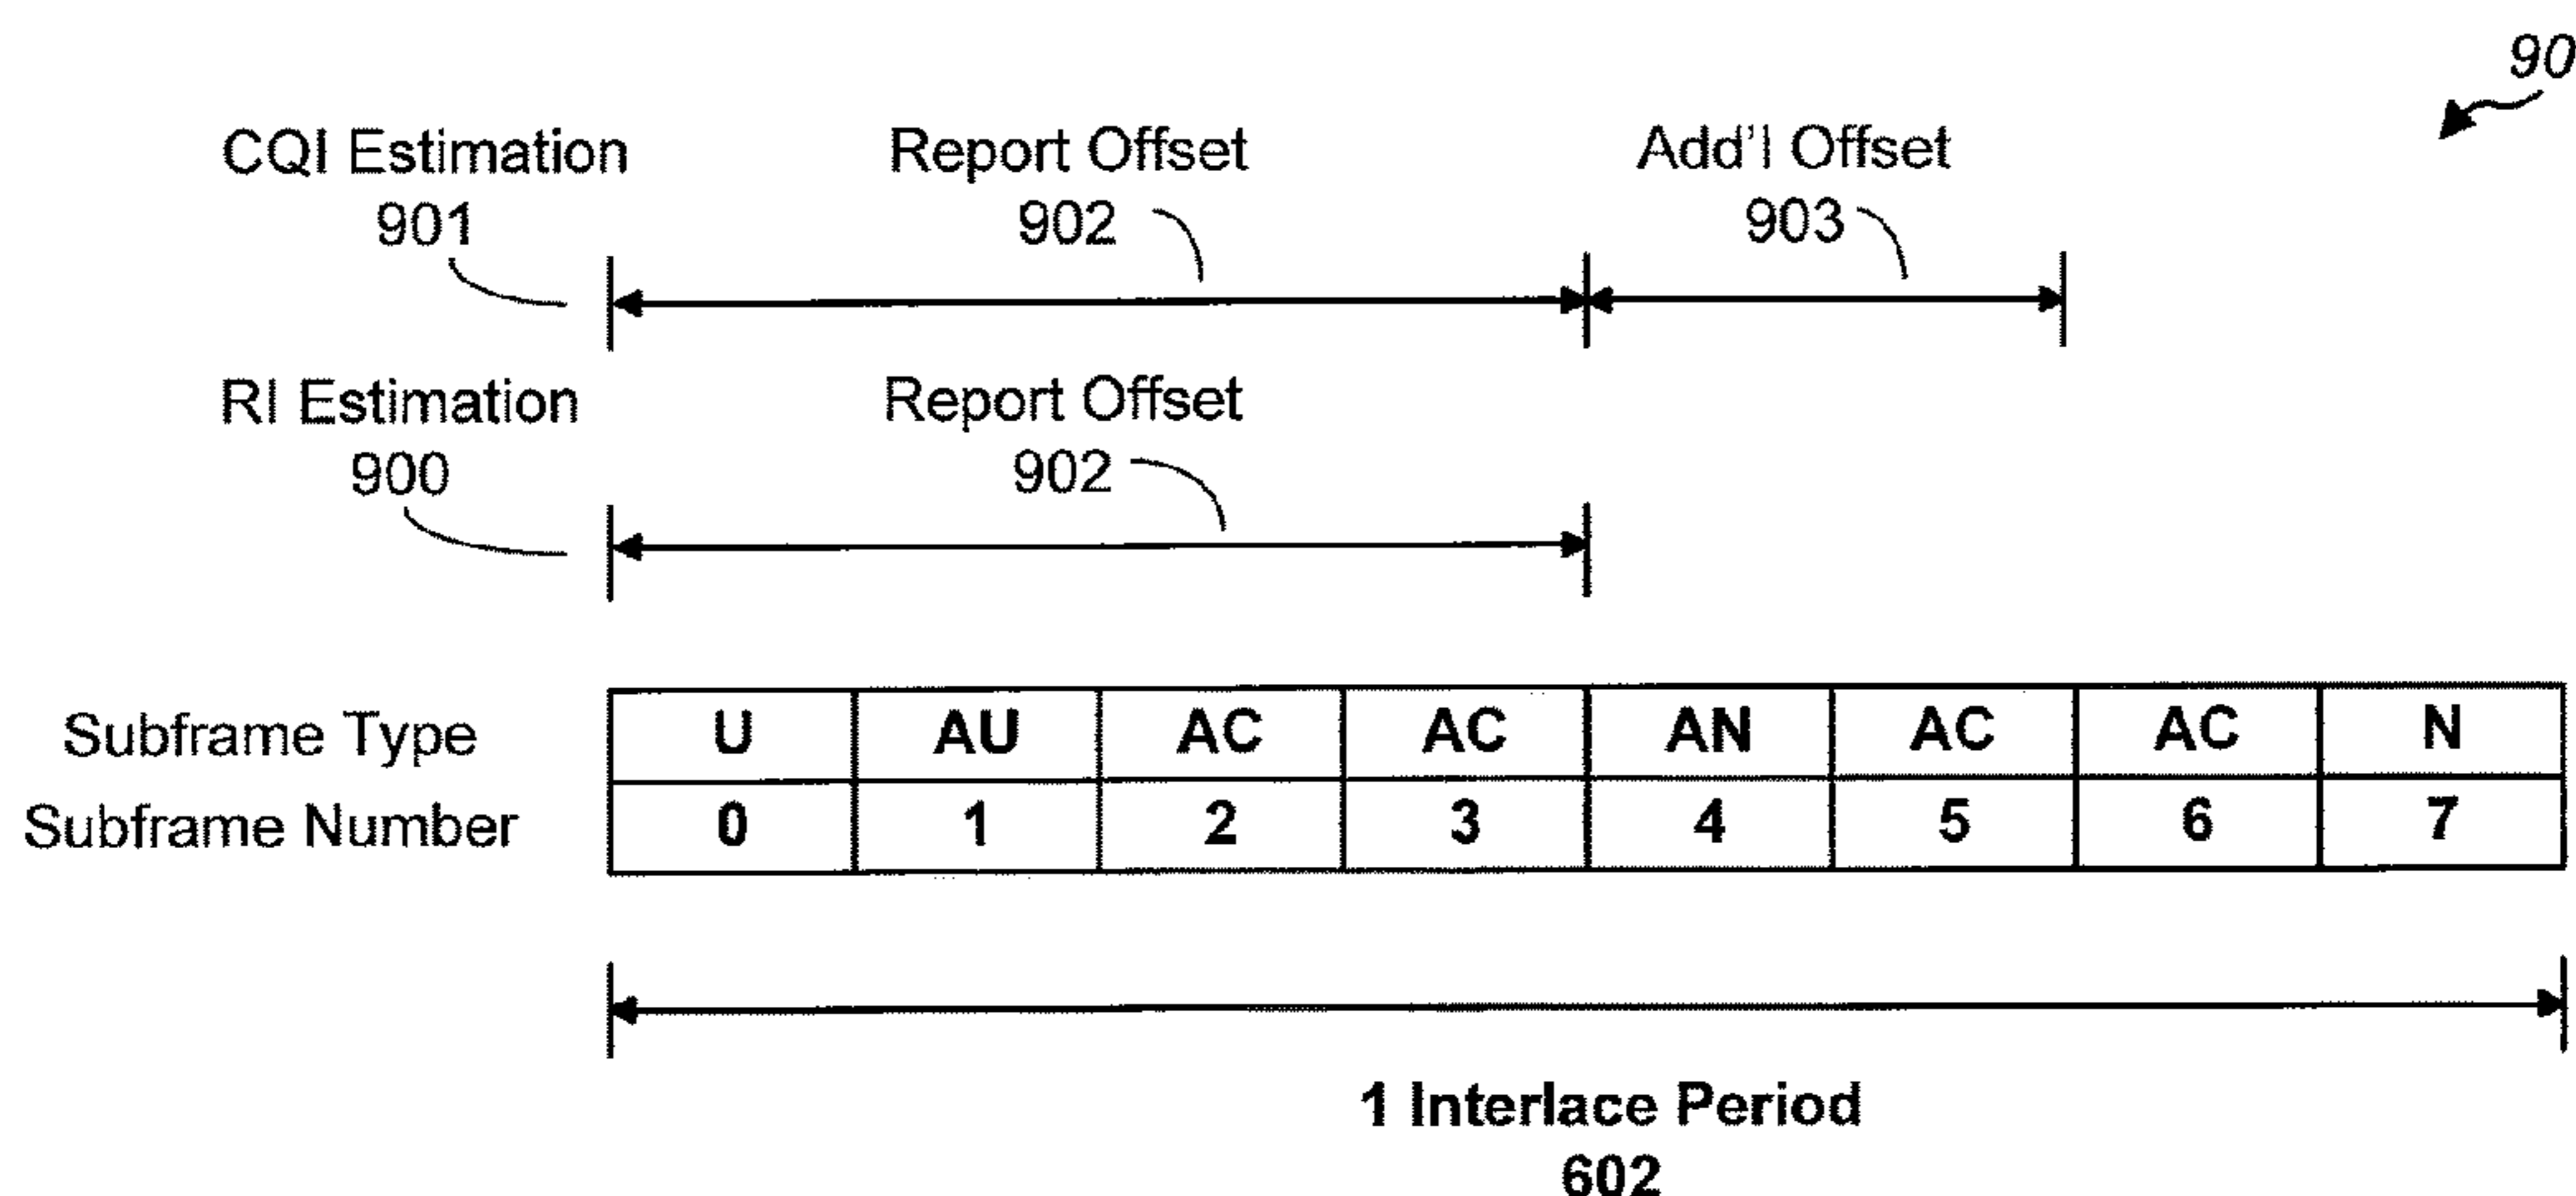 90
CQI Estimation Report Offset Add'l Offset
901 902 903
RI Estimation Report Offset
900 902
Subframe Type U AU AC AC AN AC AC N
Subframe Number 0 1 2 3 4 5 6 7
1 Interlace Period
602